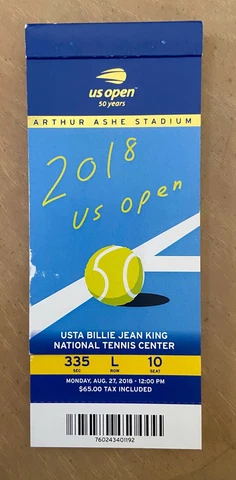 us open
50 years
ARTHUR ASHE STADIUM
2018
us open
USTA BILLIE JEAN KING
NATIONAL TENNIS CENTER
335 L 10
SEC ROW SEAT
MONDAY, AUG. 27, 2018 - 12:00 PM
$65.00 TAX INCLUDED
760243401192